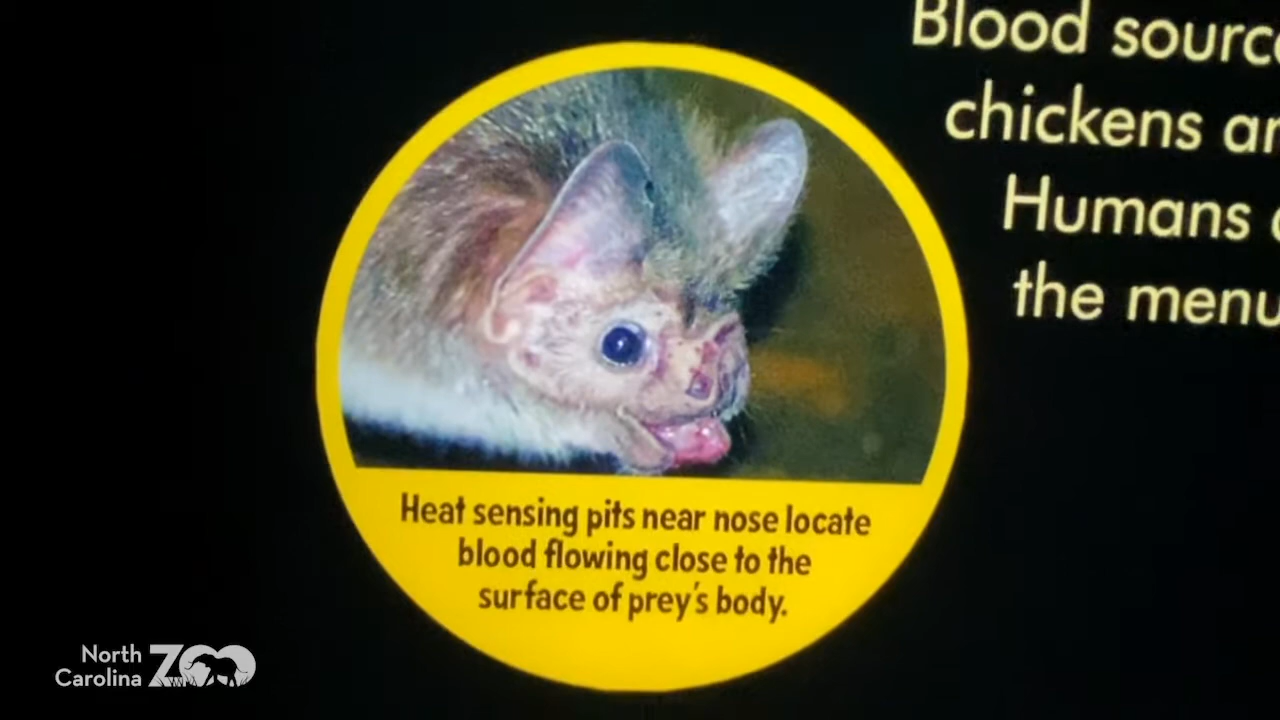 Blood
chickens
Humans
the menu
Heat sensing pits near nose locate
blood flowing close to the
surface of prey's body.
North
Carolina ZOO